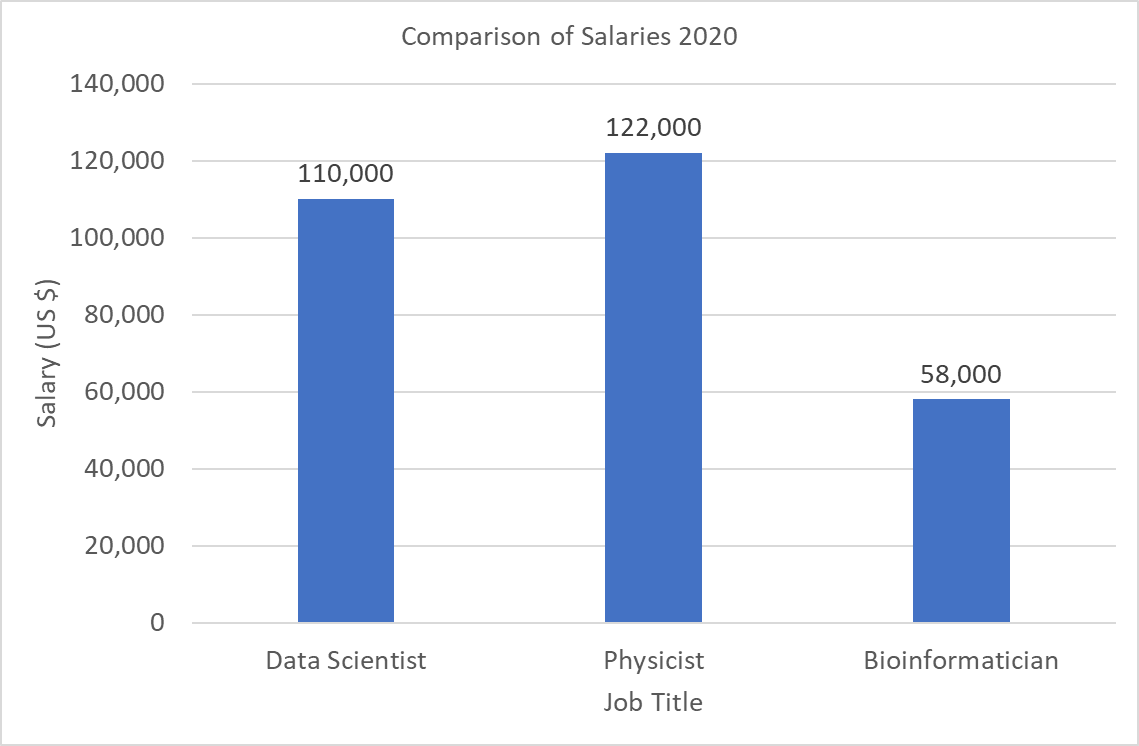 Comparison of Salaries 2020
140,000
120,000
100,000
80,000
60,000
40,000
20,000
0
Salary (US $)
110,000
122,000
58,000
Data Scientist
Physicist
Bioinformatician
Job Title